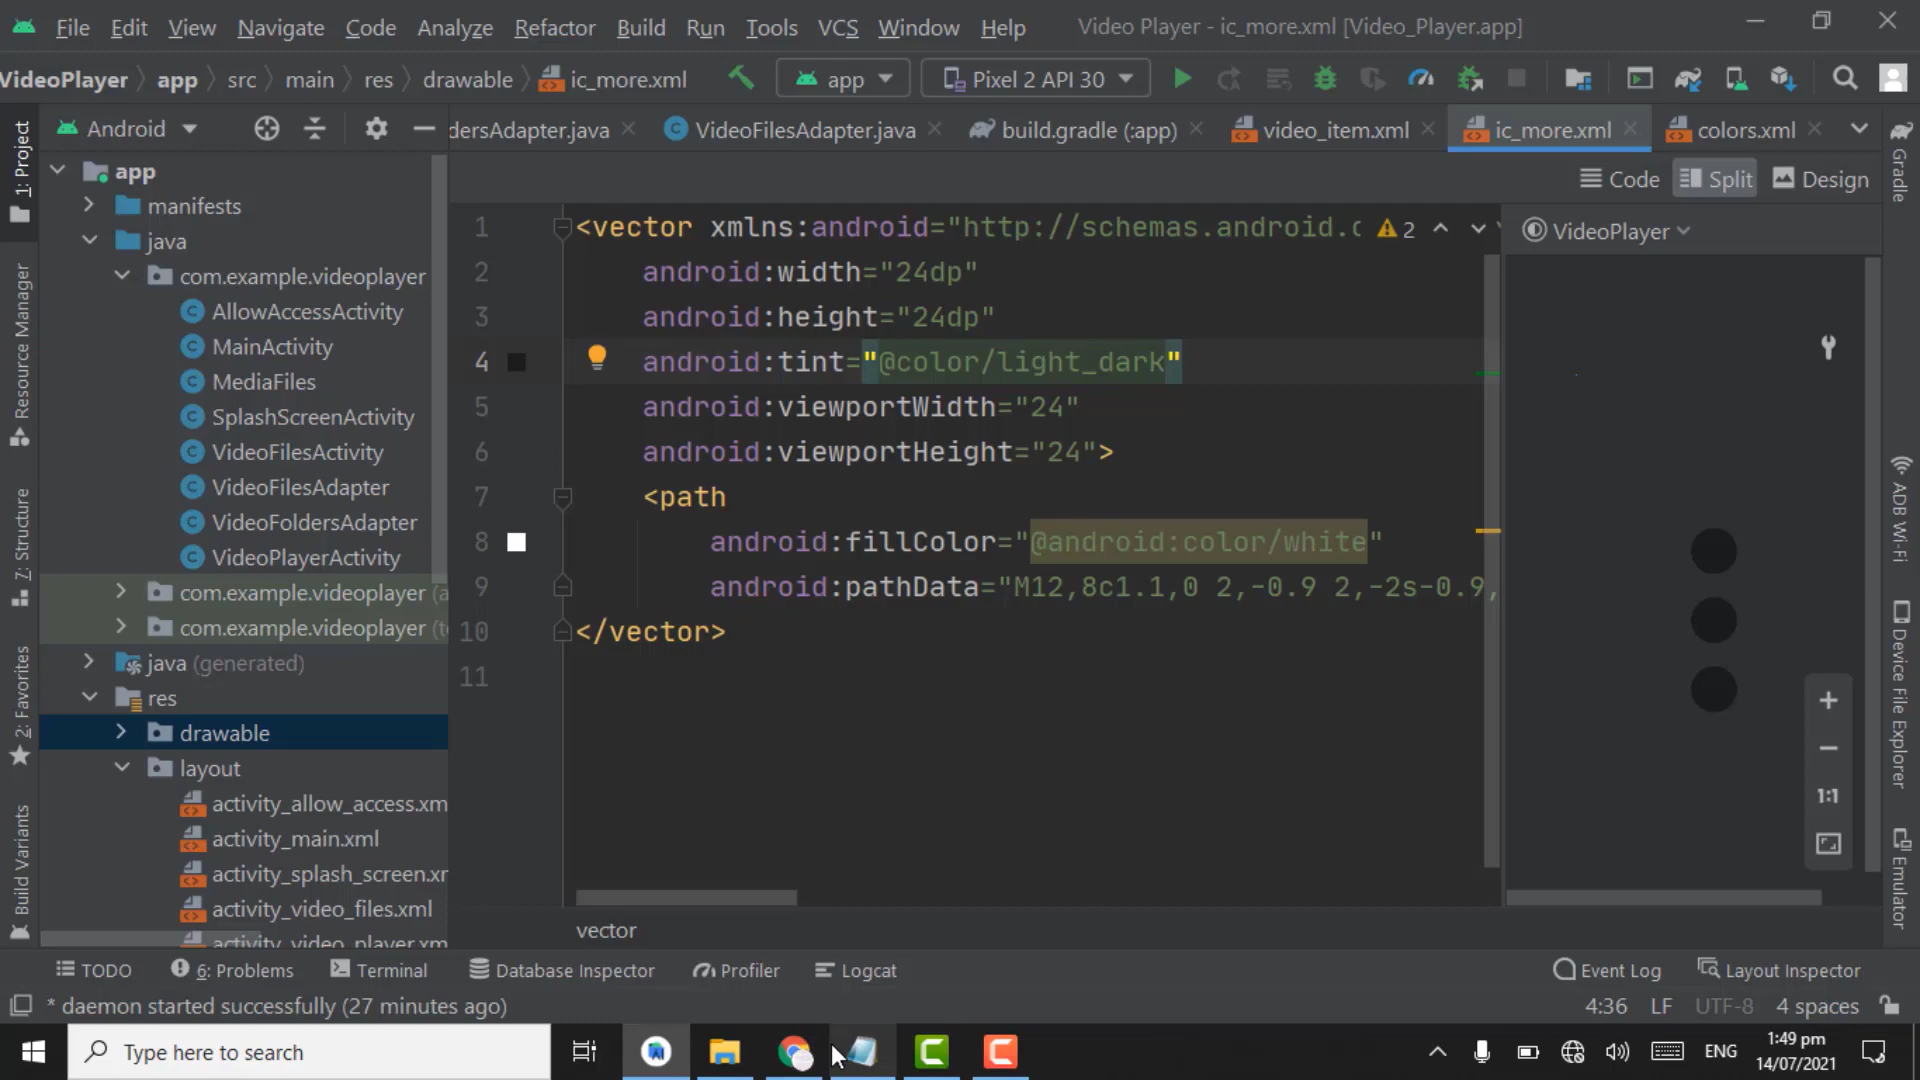 File Edit View Navigate Code Analyze Refactor Build Run Tools VCS Window Help Video Player - ic_more.xml [Video_Player.app]
VideoPlayer app src main res drawable ic_more.xml app Pixel 2 API 30
Android
dersAdapter.java VideoFilesAdapter.java build.gradle (:app) video_item.xml ic_more.xml colors.xml
Code Split Design
1: Project
Resource Manager
7: Structure
2: Favorites
Build Variants
app
manifests
java
com.example.videoplayer
AllowAccessActivity
MainActivity
MediaFiles
SplashScreenActivity
VideoFilesActivity
VideoFilesAdapter
VideoFoldersAdapter
VideoPlayerActivity
com.example.videoplayer (a
com.example.videoplayer (t
java (generated)
res
drawable
layout
activity_allow_access.xm
activity_main.xml
activity_splash_screen.xr
activity_video_files.xml
activity_video_player.xm
1 <vector xmlns:android="http://schemas.android.c 2
2 android:width="24dp"
3 android:height="24dp"
4 android:tint="@color/light_dark"
5 android:viewportWidth="24"
6 android:viewportHeight="24">
7 <path
8 android:fillColor="@android:color/white"
9 android:pathData="M12,8c1.1,0 2,-0.9 2,-2s-0.9,
10 </vector>
11
vector
VideoPlayer
1:1
Gradle
ADB Wi-Fi
Device File Explorer
Emulator
TODO 6: Problems Terminal Database Inspector Profiler Logcat Event Log Layout Inspector
* daemon started successfully (27 minutes ago) 4:36 LF UTF-8 4 spaces
Type here to search
ENG
1:49 pm
14/07/2021